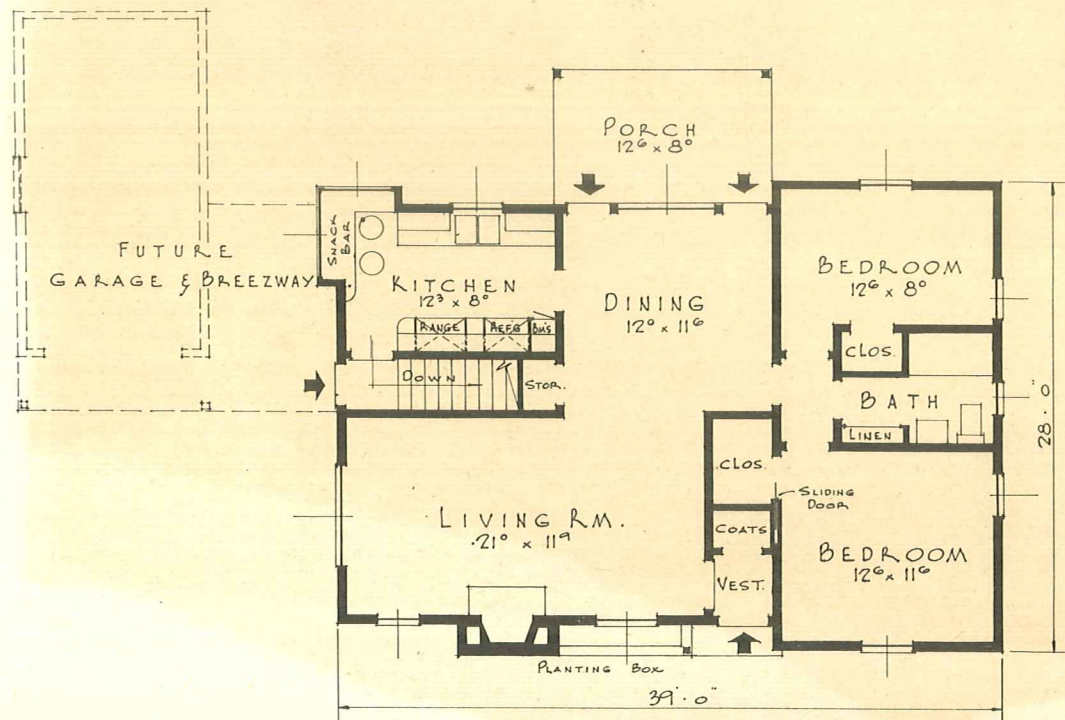 PORCH
12⁶ x 8⁰
FUTURE
GARAGE & BREEZWAY
SNACK
BAR
KITCHEN
12³ x 8⁰
RANGE
REFG
BM'S
DINING
12⁰ x 11⁶
BEDROOM
12⁶ x 8⁰
CLOS.
BATH
LINEN
DOWN
STOR.
CLOS.
SLIDING
DOOR
COATS
VEST.
LIVING RM.
21⁰ x 11⁹
BEDROOM
12⁶ x 11⁶
PLANTING BOX
39'-0"
28'-0"